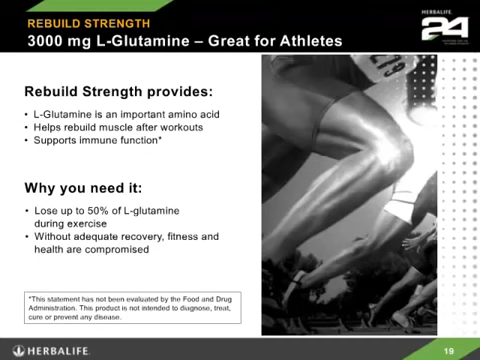 REBUILD STRENGTH
3000 mg L-Glutamine – Great for Athletes
HERBALIFE
24
Rebuild Strength provides:
• L-Glutamine is an important amino acid
• Helps rebuild muscle after workouts
• Supports immune function*
Why you need it:
• Lose up to 50% of L-glutamine
during exercise
• Without adequate recovery, fitness and
health are compromised
*This statement has not been evaluated by the Food and Drug
Administration. This product is not intended to diagnose, treat,
cure or prevent any disease.
HERBALIFE.
19